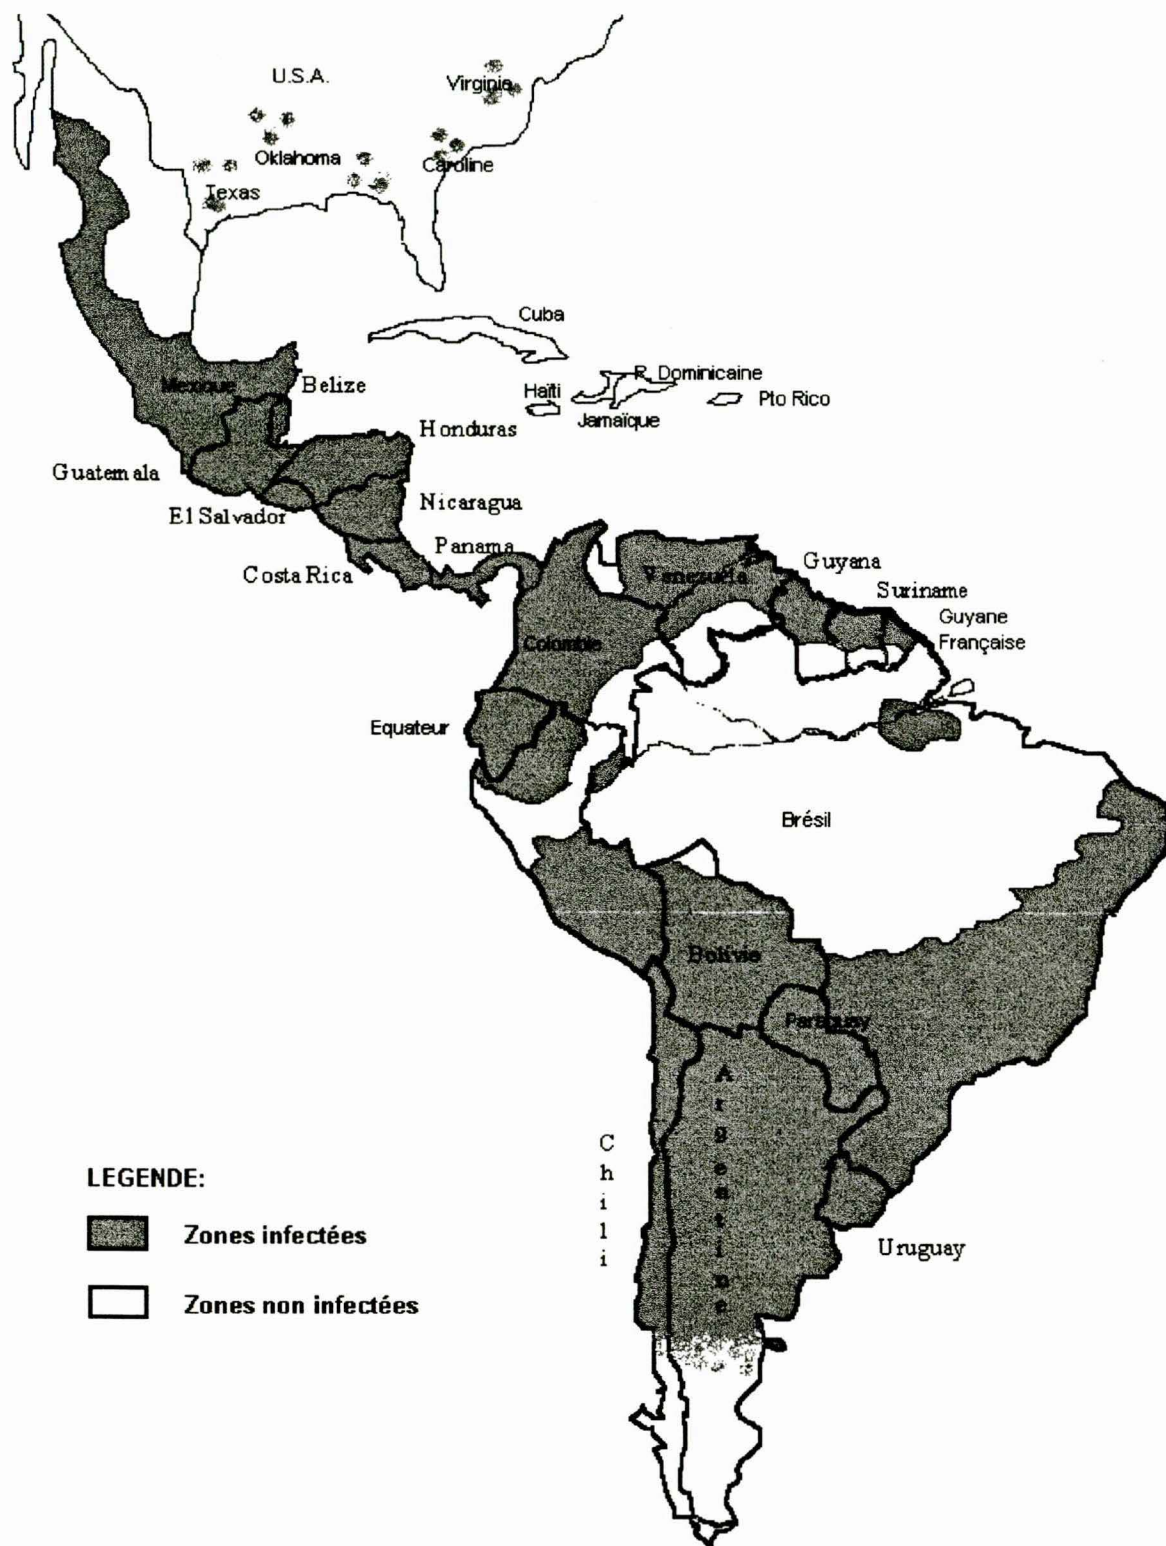 U.S.A.
Virginie
Oklahoma
Caroline
Texas
Cuba
R. Dominicaine
Haïti
Pto Rico
Jamaïque
Mexique
Belize
Honduras
Guatemala
Nicaragua
El Salvador
Panama
Costa Rica
Venezuela
Guyana
Suriname
Guyane
Française
Colombie
Equateur
Brésil
Bolivie
Paraguay
Argentine
Chili
Uruguay
LEGENDE:
Zones infectées
Zones non infectées